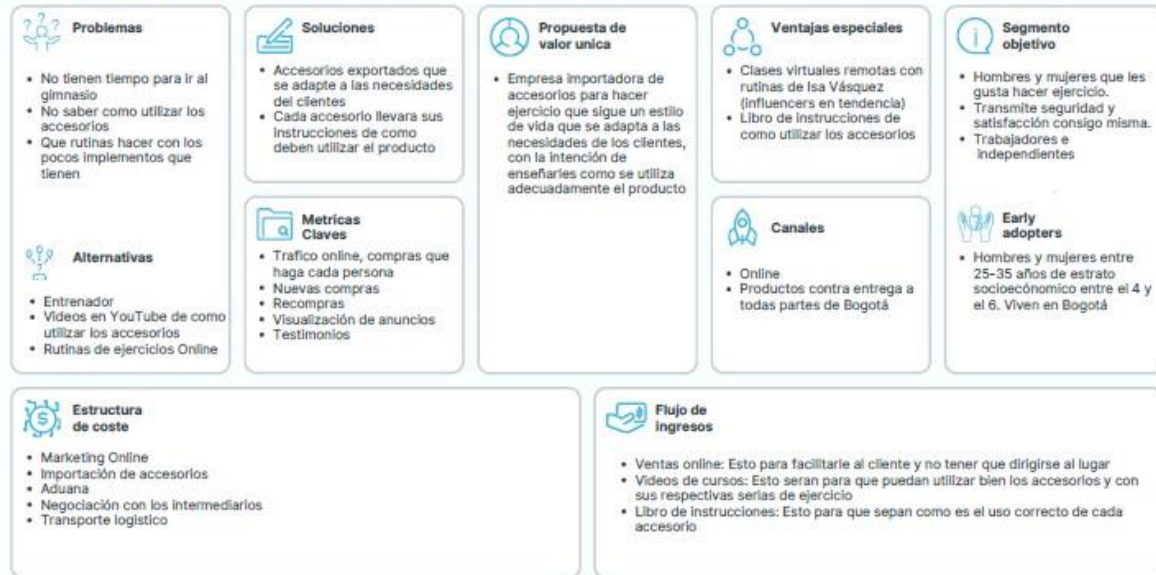 Problemas
No tienen tiempo para ir al
gimnasio
No saber como utilizar los
accesorios
Que rutinas hacer con los
pocos implementos que
tienen
Alternativas
Entrenador
Videos en YouTube de como
utilizar los accesorios
Rutinas de ejercicios Online
Soluciones
Accesorios exportados que
se adapte a las necesidades
del clientes
Cada accesorio llevara sus
instrucciones de como
deben utilizar el producto
Metricas
Claves
Trafico online, compras que
haga cada persona
Nuevas compras
Recompras
Visualización de anuncios
Testimonios
Propuesta de
valor unica
Empresa importadora de
accesorios para hacer
ejercicio que sigue un estilo
de vida que se adapta a las
necesidades de los clientes,
con la intención de
enseñarles como se utiliza
adecuadamente el producto
Ventajas especiales
Clases virtuales remotas con
rutinas de Isa Vásquez
(influencers en tendencia)
Libro de instrucciones de
como utilizar los accesorios
Canales
Online
Productos contra entrega a
todas partes de Bogotá
Segmento
objetivo
Hombres y mujeres que les
gusta hacer ejercicio.
Transmite seguridad y
satisfacción consigo misma.
Trabajadores e
independientes
Early
adopters
Hombres y mujeres entre
25-35 años de estrato
socioecónomico entre el 4 y
el 6. Viven en Bogotá
Estructura
de coste
Marketing Online
Importación de accesorios
Aduana
Negociación con los intermediarios
Transporte logistico
Flujo de
ingresos
Ventas online: Esto para facilitarle al cliente y no tener que dirigirse al lugar
Videos de cursos: Esto seran para que puedan utilizar bien los accesorios y con
sus respectivas serias de ejercicio
Libro de instrucciones: Esto para que sepan como es el uso correcto de cada
accesorio